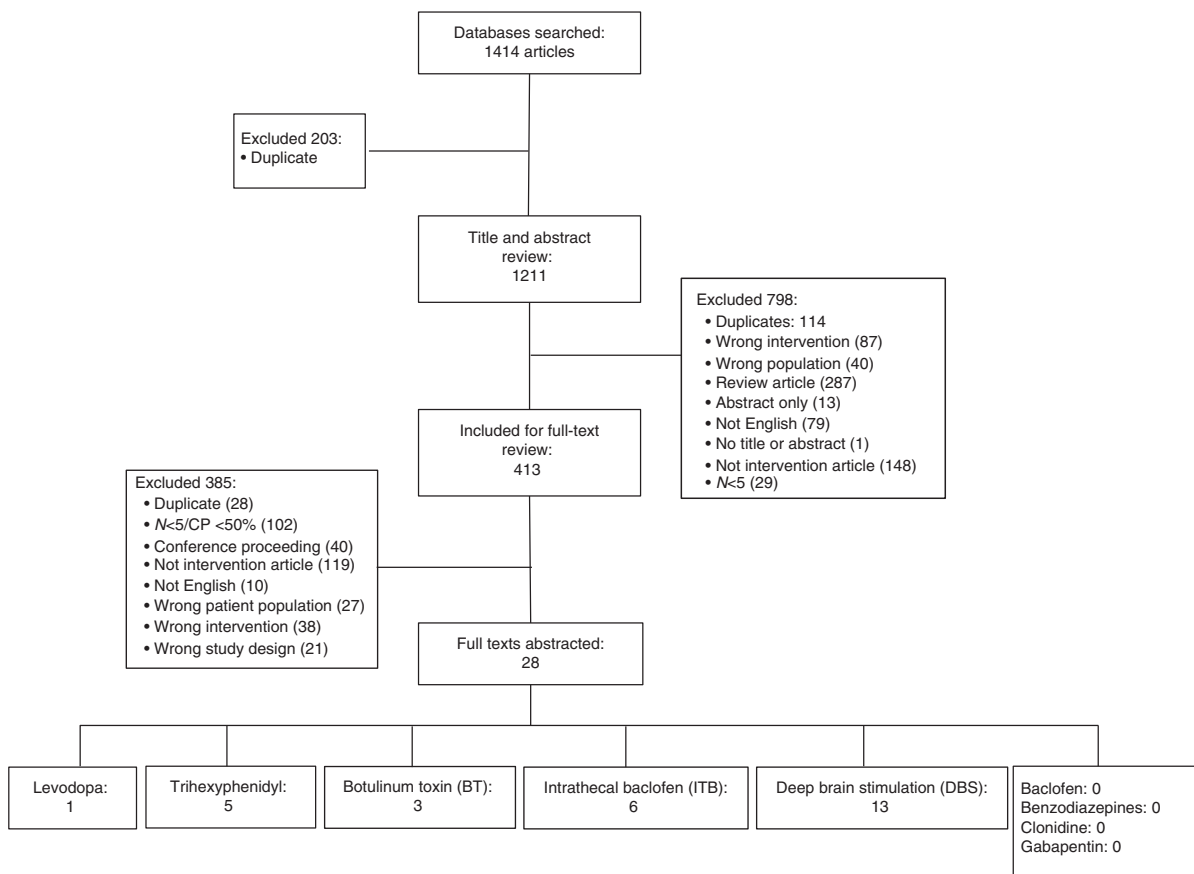 Databases searched:
1414 articles
Excluded 203:
• Duplicate
Title and abstract
review:
1211
Excluded 798:
• Duplicates: 114
• Wrong intervention (87)
• Wrong population (40)
• Review article (287)
• Abstract only (13)
• Not English (79)
• No title or abstract (1)
• Not intervention article (148)
• N<5 (29)
Included for full-text
review:
413
Excluded 385:
• Duplicate (28)
• N<5/CP <50% (102)
• Conference proceeding (40)
• Not intervention article (119)
• Not English (10)
• Wrong patient population (27)
• Wrong intervention (38)
• Wrong study design (21)
Full texts abstracted:
28
Levodopa:
1
Trihexyphenidyl:
5
Botulinum toxin (BT):
3
Intrathecal baclofen (ITB):
6
Deep brain stimulation (DBS):
13
Baclofen: 0
Benzodiazepines: 0
Clonidine: 0
Gabapentin: 0